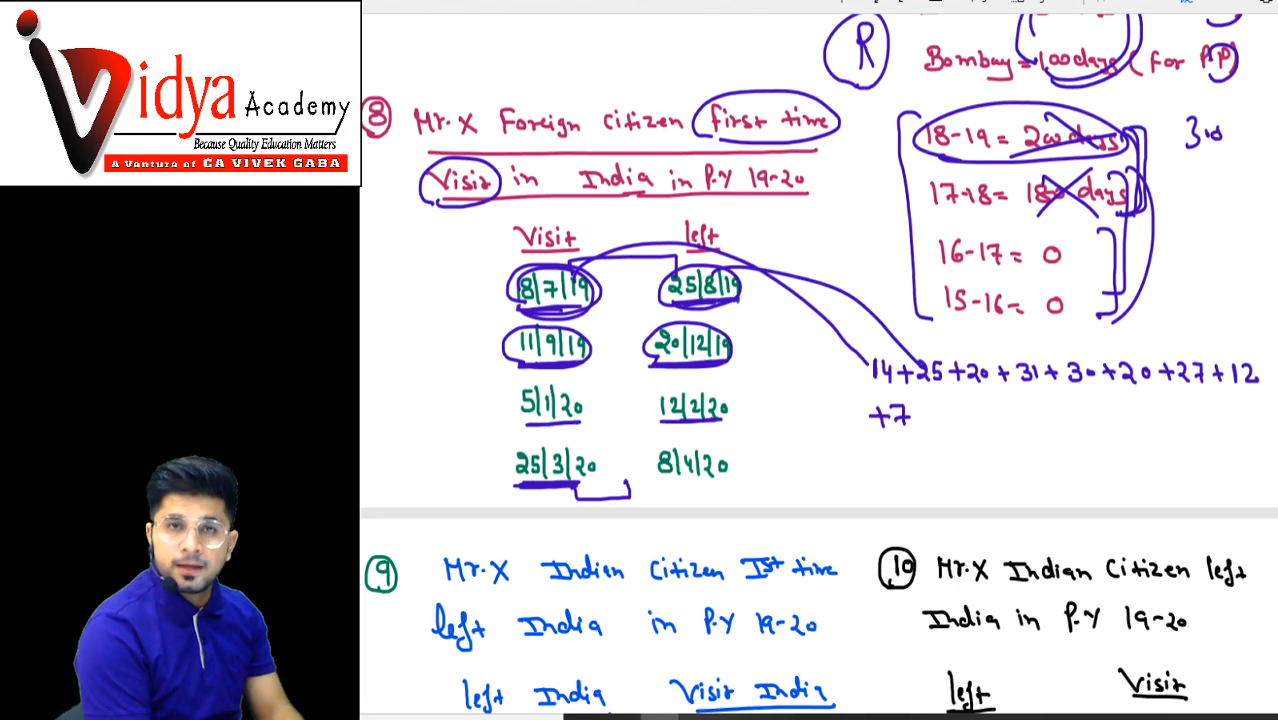 Vidya
Academy
Because Quality Education Matters
A Ventura of CA VIVEK GABA
R
Bombay = 100 days (for PP)
8 Mr. X Foreign Citizen first time
Visit in India in P.Y 19-20
18-19 = 200 days
310
17-18 = 180 days
16-17 = 0
15-16 = 0
Visit left
18/7/19 25/8/19
11/9/19 20/12/19
5/1/20 12/2/20
25/3/20 8/4/20
14+25+20+31+30+20+27+12
+7
9 Mr. X Indian Citizen Ist time
left India in P.Y 19-20
left India Visit India
10 Mr. X Indian Citizen left
India in P.Y 19-20
left Visit